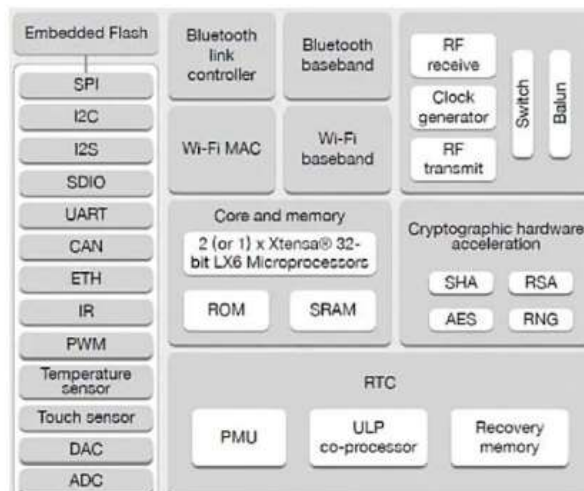 Embedded Flash
SPI
I2C
I2S
SDIO
UART
CAN
ETH
IR
PWM
Temperature
sensor
Touch sensor
DAC
ADC
Bluetooth
link
controller
Bluetooth
baseband
Wi-Fi MAC
Wi-Fi
baseband
RF
receive
Clock
generator
RF
transmit
Switch
Balun
Core and memory
2 (or 1) x Xtensa® 32-
bit LX6 Microprocessors
ROM
SRAM
Cryptographic hardware
acceleration
SHA
RSA
AES
RNG
RTC
PMU
ULP
co-processor
Recovery
memory